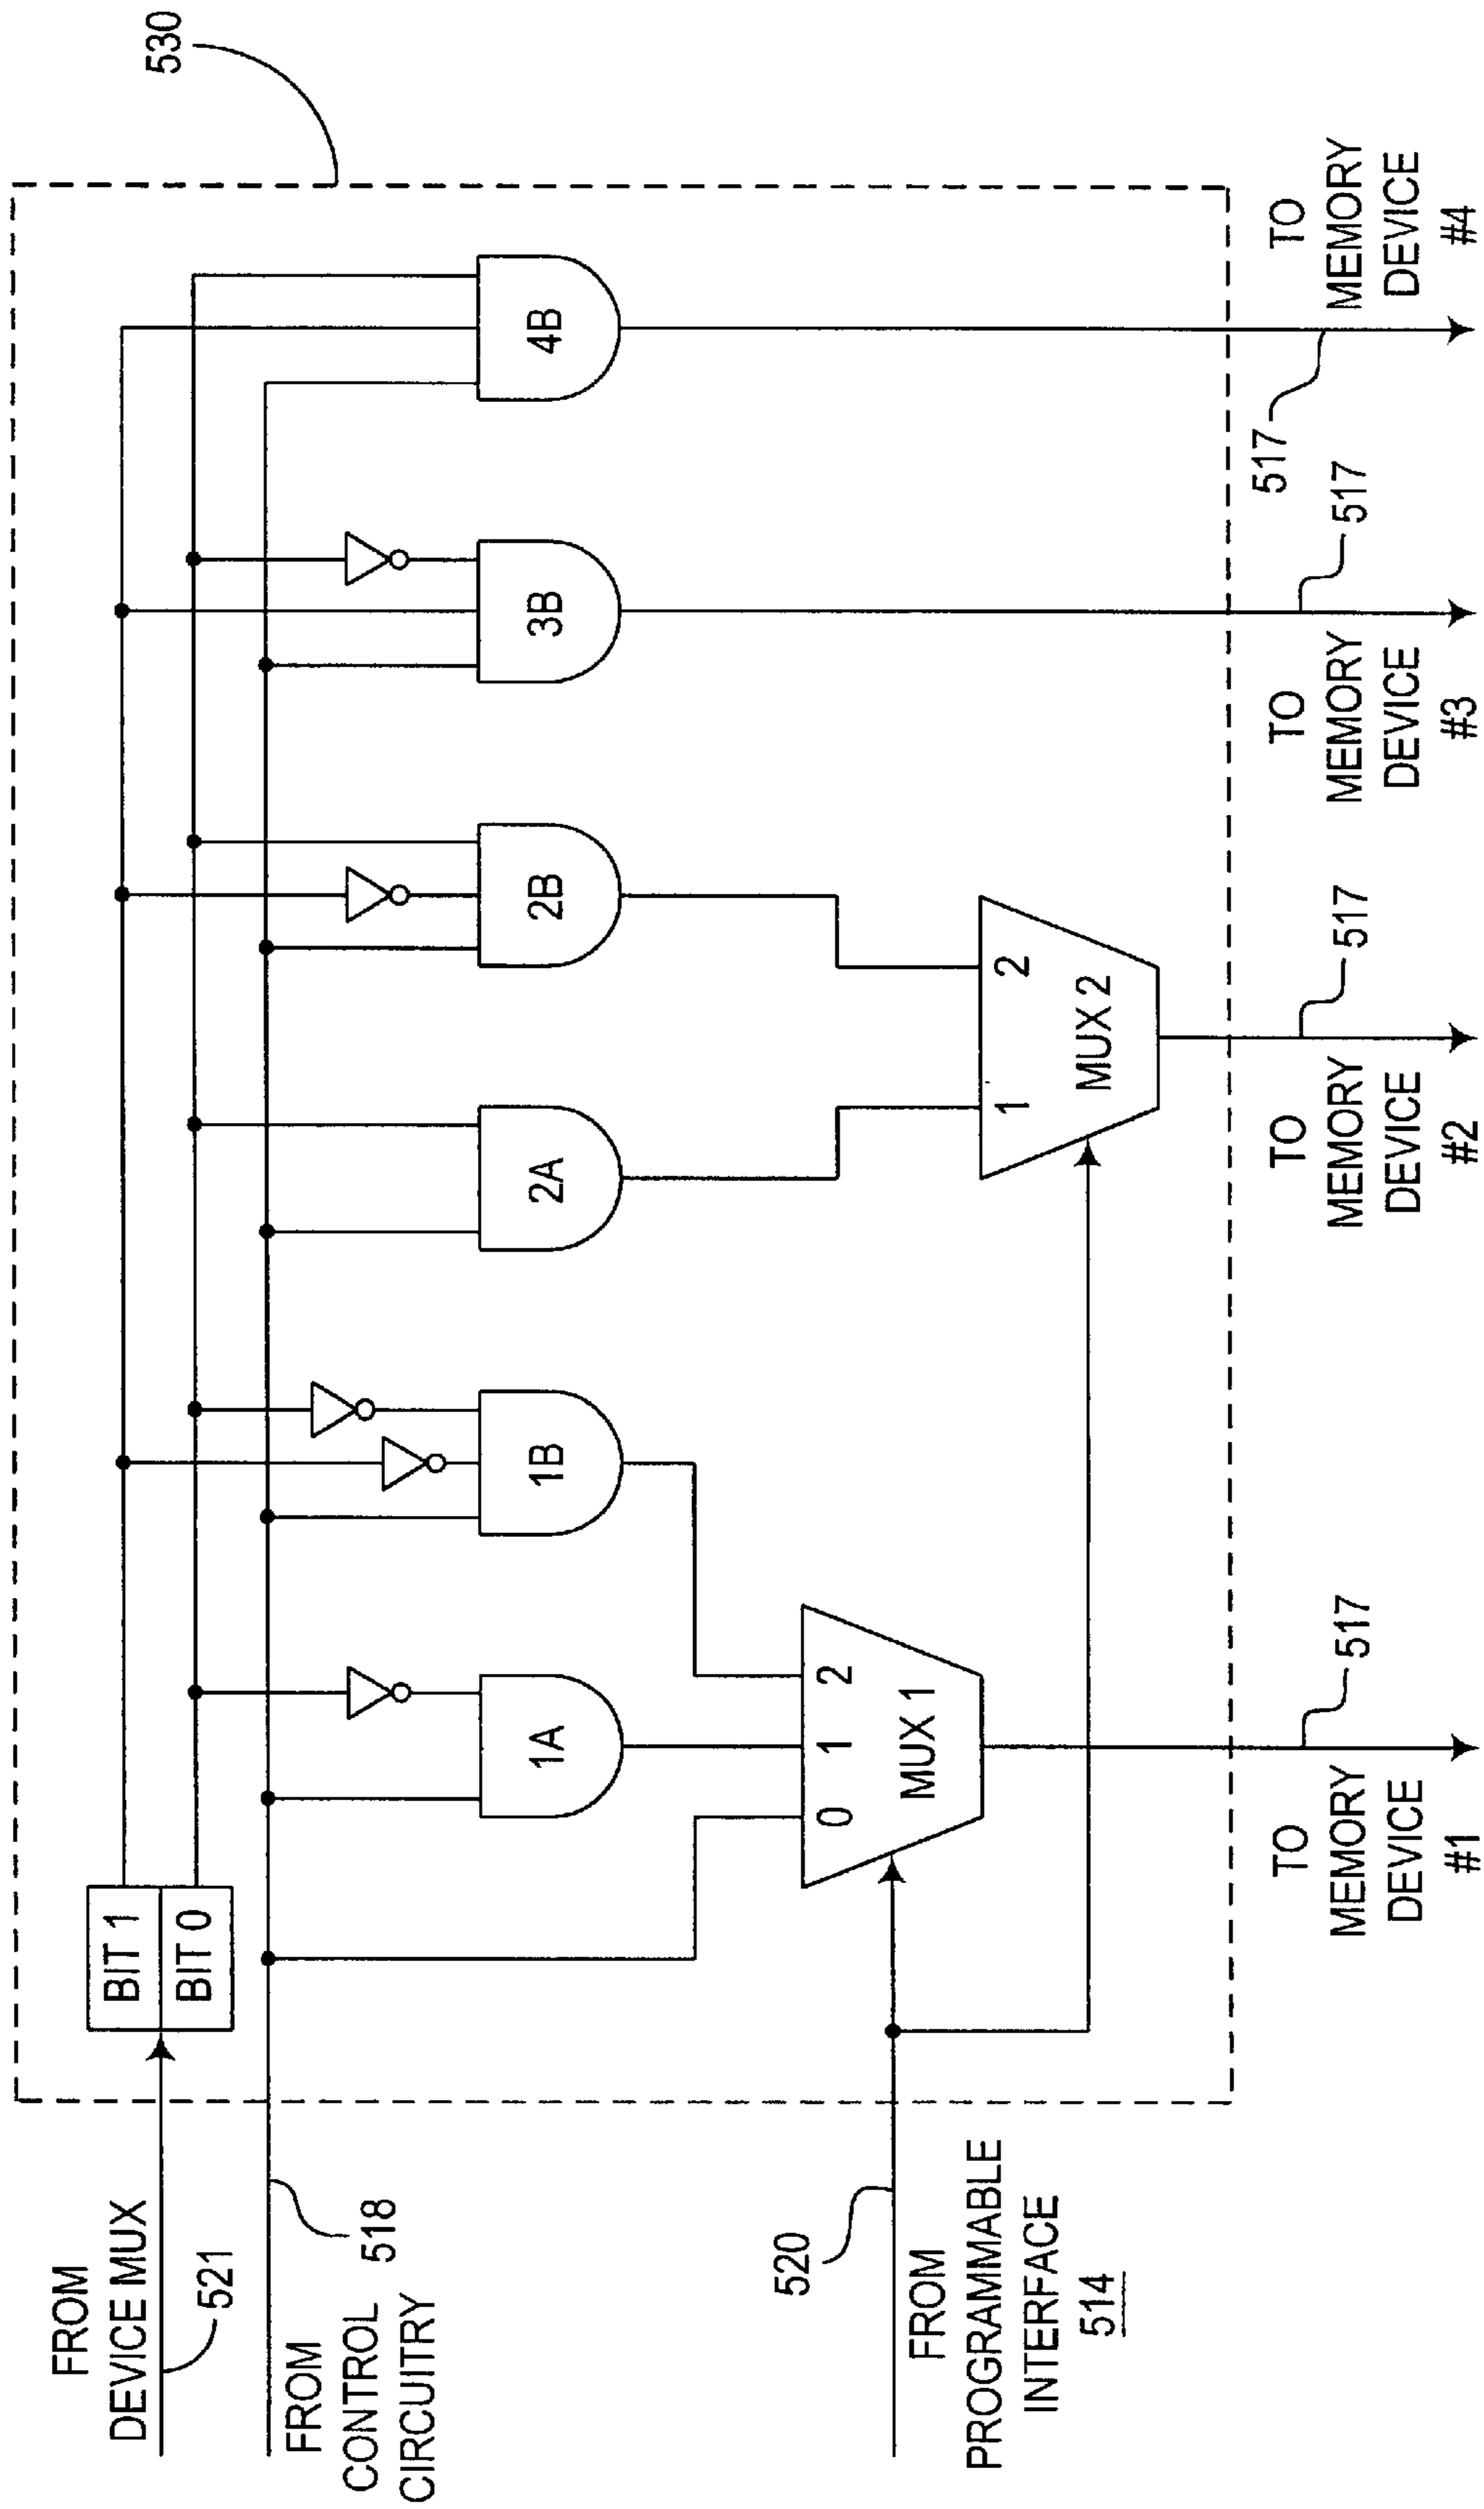 530
FROM
DEVICE MUX
521
BIT 1
BIT 0
FROM
CONTROL
CIRCUITRY
518
1A
1B
2A
2B
3B
4B
520
FROM
PROGRAMMABLE
INTERFACE
514
0 1 2
MUX 1
1 2
MUX 2
517
517
517
517
TO
MEMORY
DEVICE
#1
TO
MEMORY
DEVICE
#2
TO
MEMORY
DEVICE
#3
TO
MEMORY
DEVICE
#4